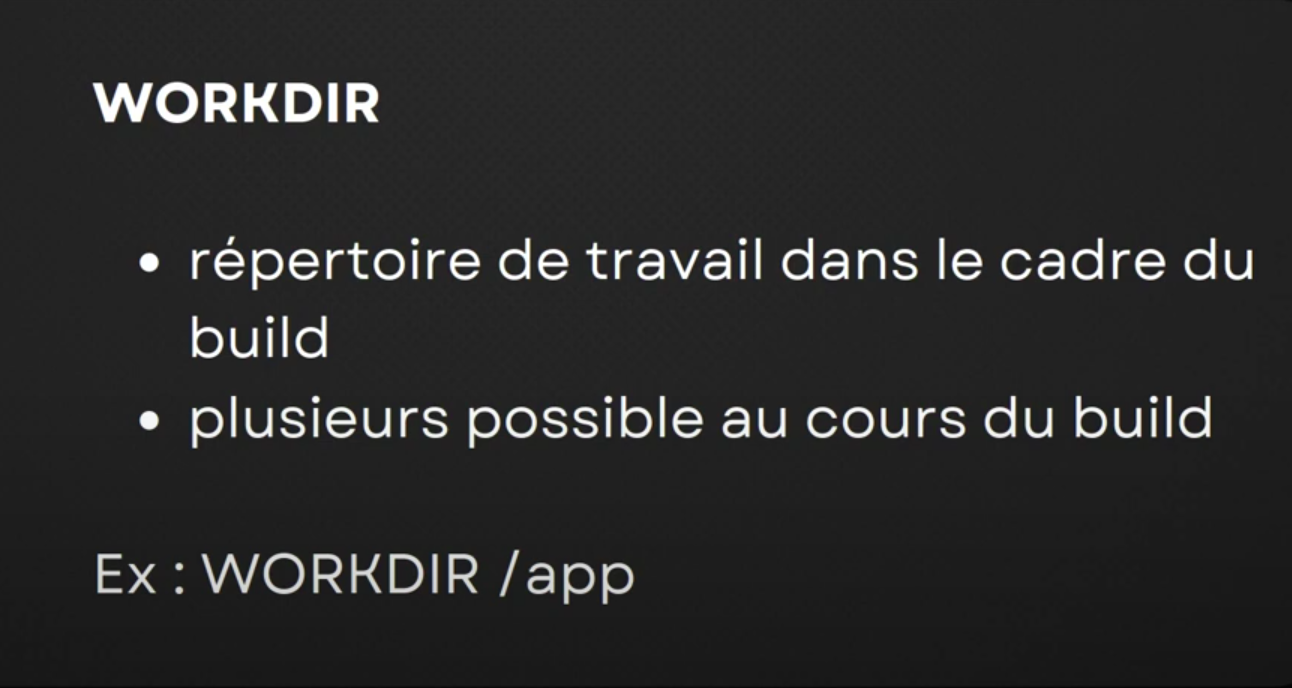 WORKDIR
• répertoire de travail dans le cadre du
build
• plusieurs possible au cours du build
Ex : WORKDIR /app